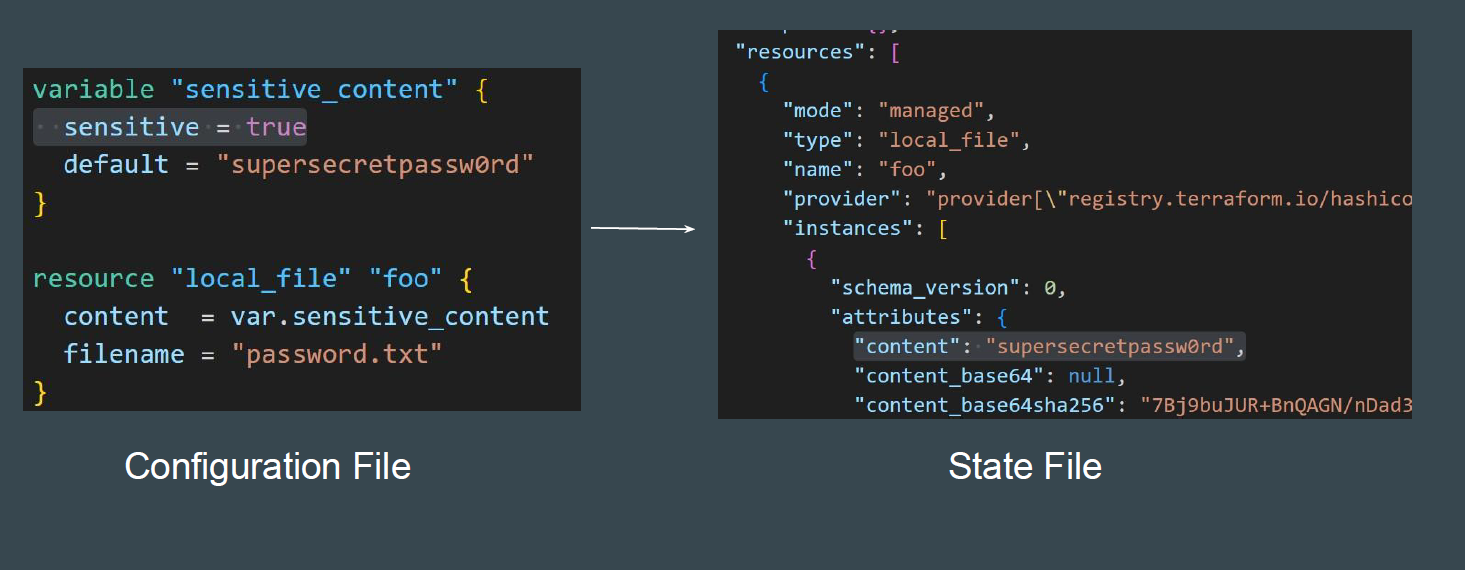 variable "sensitive_content" {
  sensitive = true
  default = "supersecretpassw0rd"
}
resource "local_file" "foo" {
  content  = var.sensitive_content
  filename = "password.txt"
}
Configuration File
"resources": [
  {
    "mode": "managed",
    "type": "local_file",
    "name": "foo",
    "provider": "provider[\"registry.terraform.io/hashico
    "instances": [
      {
        "schema_version": 0,
        "attributes": {
          "content": "supersecretpassw0rd",
          "content_base64": null,
          "content_base64sha256": "7Bj9buJUR+BnQAGN/nDad3
State File